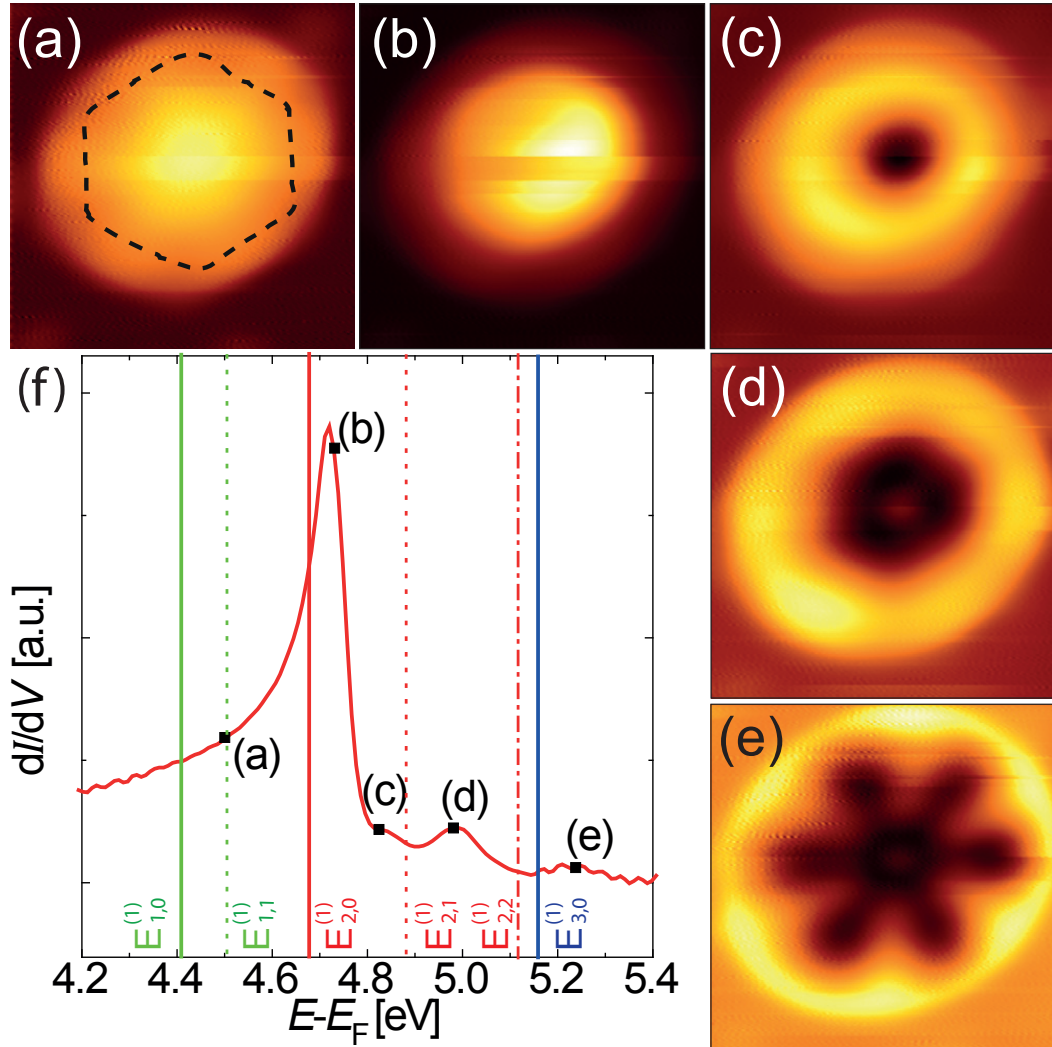 (a)
(b)
(c)
(f)
(d)
(e)
dI/dV [a.u.]
(b)
(a)
(c)
(d)
(e)
E(1)1,0
E(1)1,1
E(1)2,0
E(1)2,1
E(1)2,2
E(1)3,0
4.2 4.4 4.6 4.8 5.0 5.2 5.4
E-EF [eV]